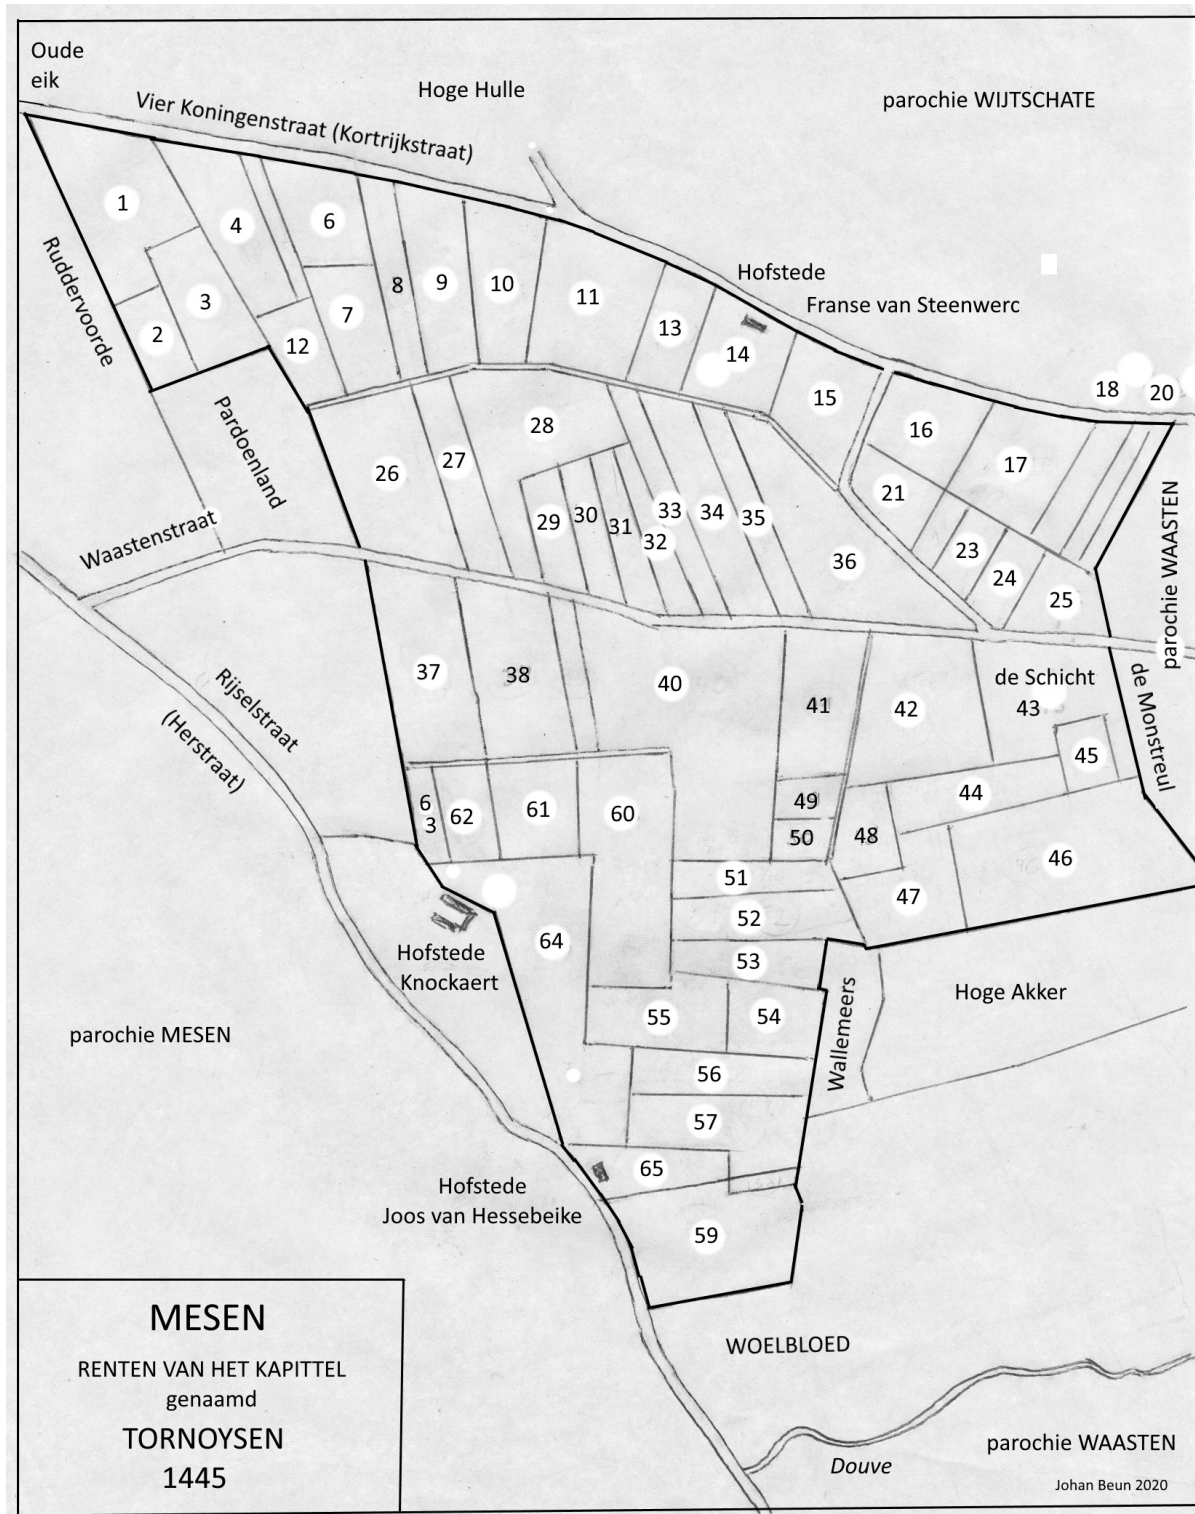 Oude
eik
Hoge Hulle
parochie WIJTSCHATE
Vier Koningenstraat (Kortrijkstraat)
1
4
6
8
9
10
11
Hofstede
Franse van Steenwerc
Ruddervoorde
2
3
12
7
13
14
15
18
20
Pardoenland
26
27
28
16
17
21
29
30
31
32
33
34
35
36
23
24
25
parochie WAASTEN
Waastenstraat
37
38
40
41
42
de Schicht
43
45
de Monstreul
Rijselstraat
(Herstraat)
6
3
62
61
60
49
50
48
44
46
47
51
52
53
64
Hofstede
Knockaert
55
54
Wallemeers
Hoge Akker
parochie MESEN
56
57
65
Hofstede
Joos van Hessebeike
59
MESEN
RENTEN VAN HET KAPITTEL
genaamd
TORNOYSEN
1445
WOELBLOED
Douve
parochie WAASTEN
Johan Beun 2020